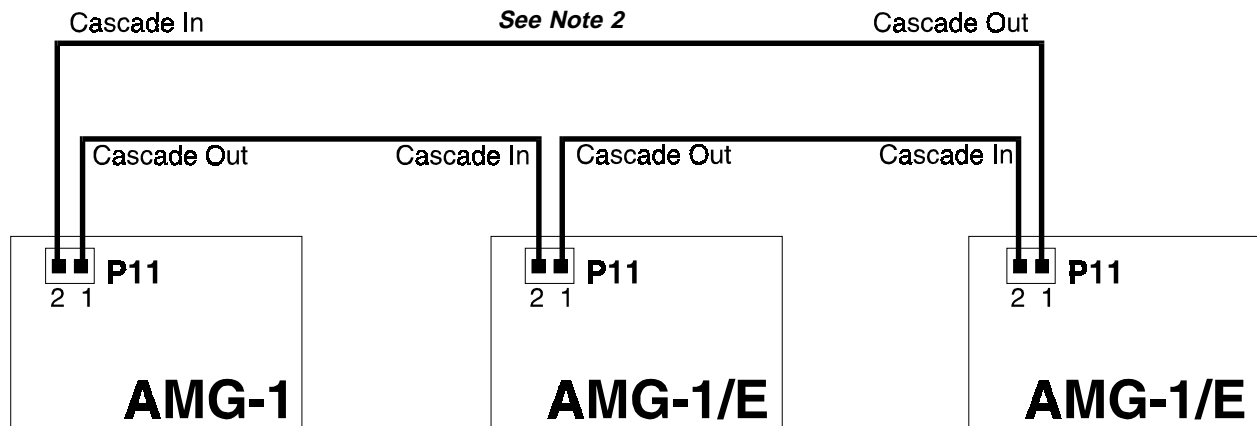 Cascade In See Note 2 Cascade Out
Cascade Out Cascade In Cascade Out Cascade In
P11 P11 P11
2 1 2 1 2 1
AMG-1 AMG-1/E AMG-1/E